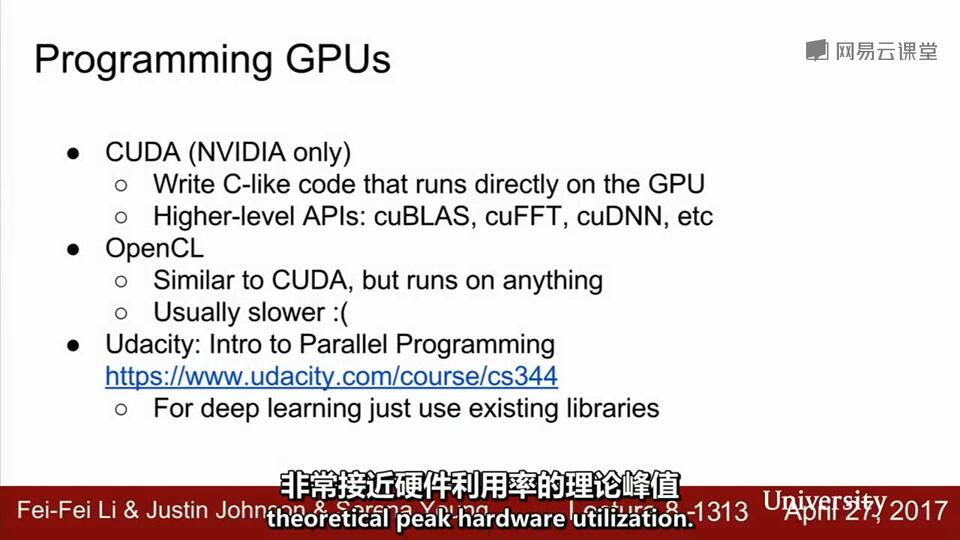 Programming GPUs
网易云课堂
● CUDA (NVIDIA only)
○ Write C-like code that runs directly on the GPU
○ Higher-level APIs: cuBLAS, cuFFT, cuDNN, etc
● OpenCL
○ Similar to CUDA, but runs on anything
○ Usually slower :(
● Udacity: Intro to Parallel Programming
https://www.udacity.com/course/cs344
○ For deep learning just use existing libraries
非常接近硬件利用率的理论峰值
Fei-Fei Li & Justin Johnson & Serena Yeung Lecture 8 -1313 University April 27, 2017
theoretical peak hardware utilization.